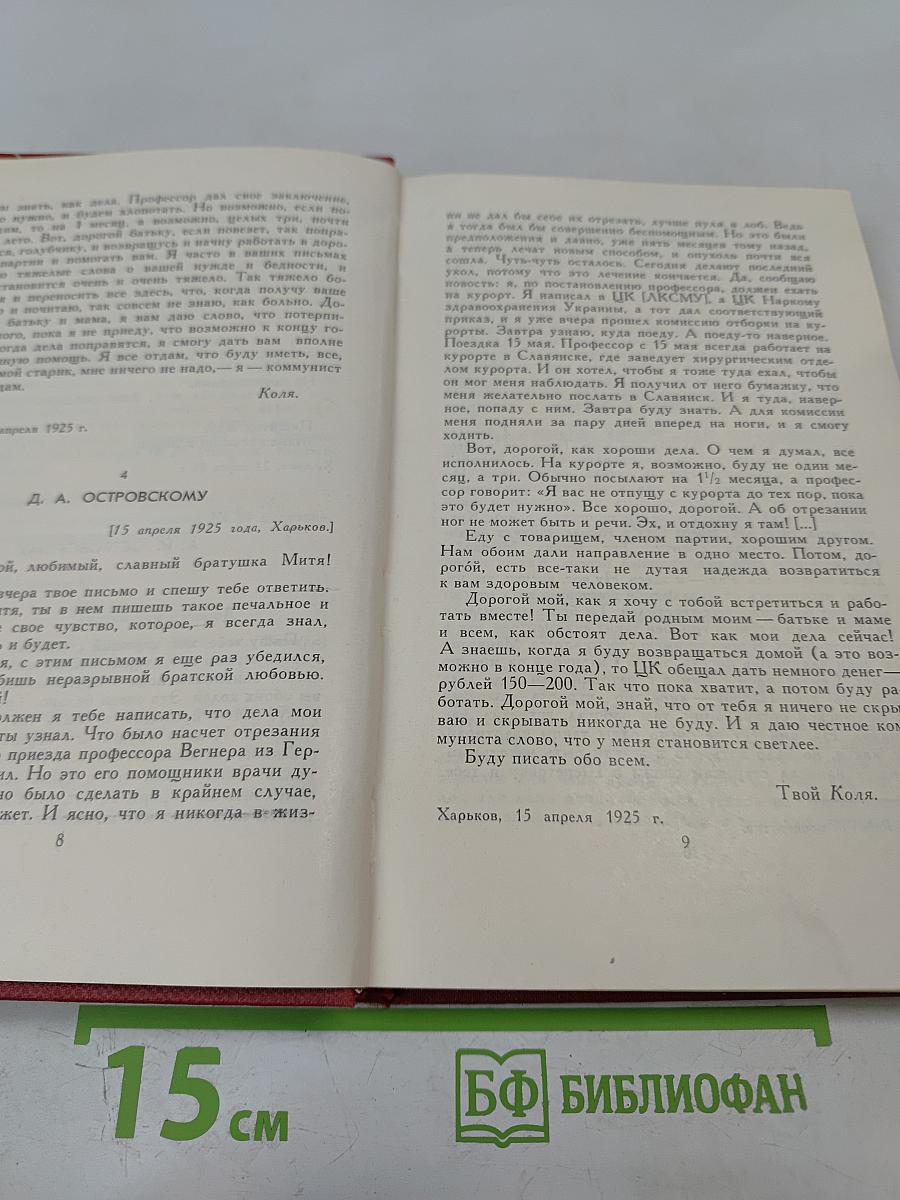 м знать, как дела. Профессор дал свое заключение,
о нужно, и будем хлопотать. Но возможно, если по-
им, то на 1 месяц, а возможно, целых три, почти
лето. Вот, дорогой батьку, если повезет, так попра-
ся, голубчику, и возвращусь и начну работать в доро-
партии и помогать вам. Я часто в ваших письмах
ю тяжелые слова о вашей нужде и бедности, и
становится очени и очень тяжело. Так тяжело бо-
я и переносить все здесь, что, когда получу ваше
о и почитаю, так совсем не знаю, как больно. До-
батьку и мама, я вам даю слово, что потерпи-
ного, пока я не приеду, что возможно к концу го-
огда дела поправятся, я смогу дать вам вполне
ную помощь. Я все отдам, что буду иметь, все,
мой старик, мне ничего не надо,— я — коммунист
дам.
Коля.
апреля 1925 г.
4
Д. А. ОСТРОВСКОМУ
[15 апреля 1925 года, Харьков.]
ой, любимый, славный братушка Митя!
вчера твое письмо и спешу тебе ответить.
итя, ты в нем пишешь такое печальное и
е свое чувство, которое, я всегда знал,
ь и будет.
я, с этим письмом я еще раз убедился,
бишь неразрывной братской любовью.
й!
олжен я тебе написать, что дела мои
ты узнал. Что было насчет отрезания
о приезда профессора Вегнера из Гер-
ил. Но это его помощники врачи ду-
но было сделать в крайнем случае,
жет. И ясно, что я никогда в жиз-
8
ни не дал бы себе их отрезать, лучше пуля в лоб. Ведь
я тогда был бы совершенно беспомощным. Но это были
предположения и давно, уже пять месяцев тому назад,
а теперь лечат новым способом, и опухоль почти вся
сошла. Чуть-чуть осталось. Сегодня делают последний
укол, потому что это лечение кончается. Да, сообщаю
новость: я, по постановлению профессора, должен ехать
на курорт. Я написал в ЦК [ЛКСМУ], а ЦК Наркому
здравоохранения Украины, а тот дал соответствующий
приказ, и я уже вчера прошел комиссию отборки на ку-
рорты. Завтра узнаю, куда поеду. А поеду-то наверное.
Поездка 15 мая. Профессор с 15 мая всегда работает на
курорте в Славянске, где заведует хирургическим отде-
лом курорта. И он хотел, чтобы я тоже туда ехал, чтобы
он мог меня наблюдать. Я получил от него бумажку, что
меня желательно послать в Славянск. И я туда, навер-
ное, попаду с ним. Завтра буду знать. А для комиссии
меня подняли за пару дней вперед на ноги, и я смогу
ходить.
Вот, дорогой, как хороши дела. О чем я думал, все
исполнилось. На курорте я, возможно, буду не один ме-
сяц, а три. Обычно посылают на 1½ месяца, а профес-
сор говорит: «Я вас не отпущу с курорта до тех пор, пока
это будет нужно». Все хорошо, дорогой. А об отрезании
ног не может быть и речи. Эх, и отдохну я там! [...]
Еду с товарищем, членом партии, хорошим другом.
Нам обоим дали направление в одно место. Потом, до-
рогóй, есть все-таки не дутая надежда возвратиться
к вам здоровым человеком.
Дорогой мой, как я хочу с тобой встретиться и рабо-
тать вместе! Ты передай родным моим — батьке и маме
и всем, как обстоят дела. Вот как мои дела сейчас!
А знаешь, когда я буду возвращаться домой (а это воз-
можно в конце года), то ЦК обещал дать немного денег—
рублей 150—200. Так что пока хватит, а потом буду ра-
ботать. Дорогой мой, знай, что от тебя я ничего не скры-
ваю и скрывать никогда не буду. И я даю честное ком-
муниста слово, что у меня становится светлее.
Буду писать обо всем.
Твой Коля.
Харьков, 15 апреля 1925 г.
9
15 см
БФ БИБЛИОФАН